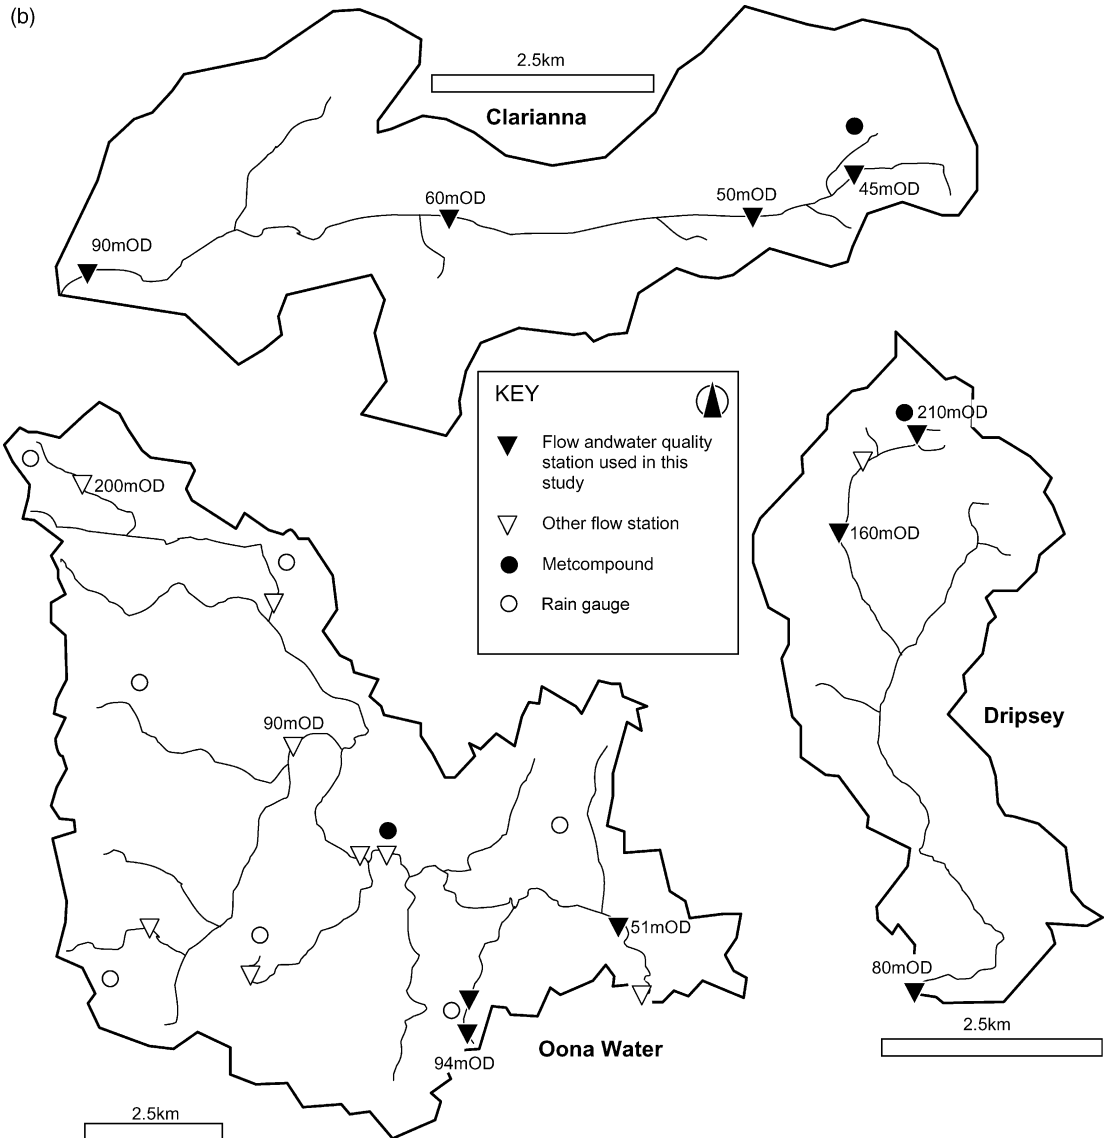 (b)
2.5km
Clarianna
60mOD
50mOD
45mOD
90mOD
KEY
Flow andwater quality
station used in this
study
Other flow station
Metcompound
Rain gauge
210mOD
160mOD
Dripsey
80mOD
2.5km
200mOD
90mOD
51mOD
94mOD
Oona Water
2.5km